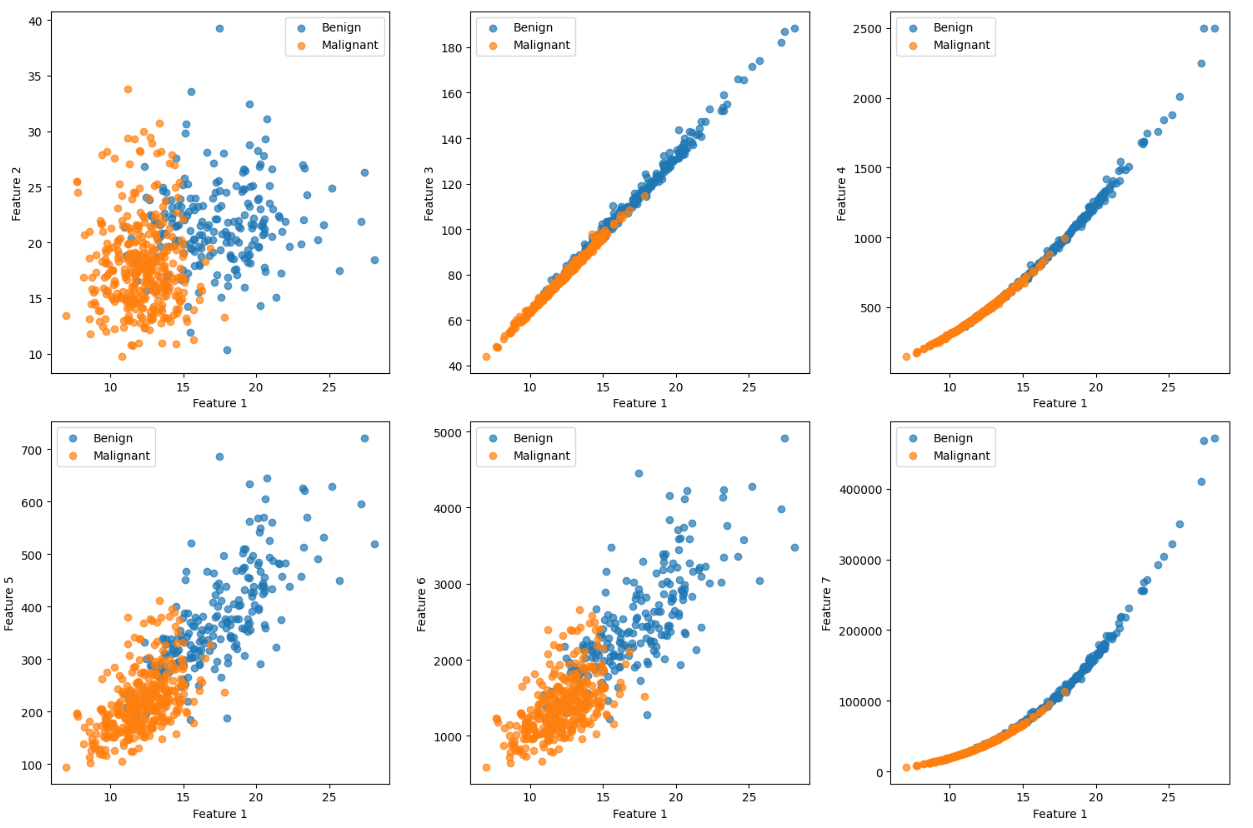 40
35
30
25
20
15
10
10 15 20 25
Feature 1
Feature 2
Benign
Malignant
180
160
140
120
100
80
60
40
10 15 20 25
Feature 1
Feature 3
Benign
Malignant
2500
2000
1500
1000
500
10 15 20 25
Feature 1
Feature 4
Benign
Malignant
700
600
500
400
300
200
100
10 15 20 25
Feature 1
Feature 5
Benign
Malignant
5000
4000
3000
2000
1000
10 15 20 25
Feature 1
Feature 6
Benign
Malignant
400000
300000
200000
100000
0
10 15 20 25
Feature 1
Feature 7
Benign
Malignant